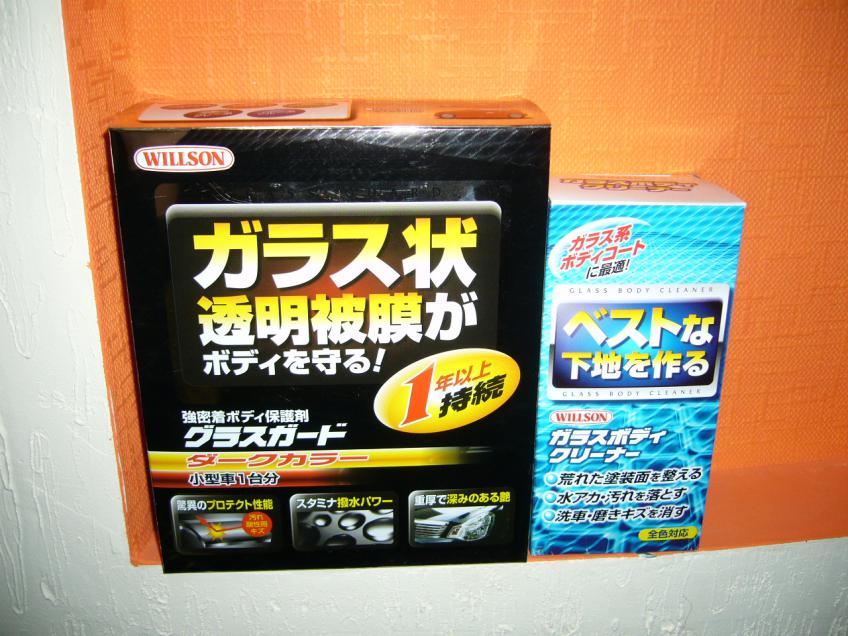 WILLSON
ガラス状
透明被膜が
ボディを守る!
1年以上
持続
強密着ボディ保護剤
グラスガード
ダークカラー
小型車1台分
驚異のプロテクト性能
汚れ
酸性雨
キズ
スタミナ撥水パワー
重厚で深みのある艶
ガラス系
ボディコート
に最適!
GLASS BODY CLEANER
ベストな
下地を作る
GLASS BODY CLEANER
WILLSON
ガラスボディ
クリーナー
荒れた塗装面を整える
水アカ・汚れを落とす
洗車・磨きキズを消す
全色対応